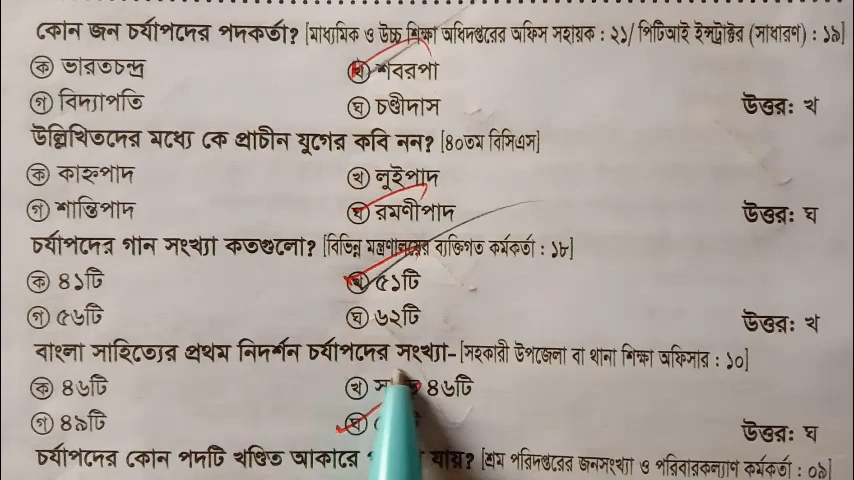 কোন জন চর্যাপদের পদকর্তা? [মাধ্যমিক ও উচ্চ শিক্ষা অধিদপ্তরের অফিস সহায়ক : ২১/ পিটিআই ইন্সট্রাক্টর (সাধারণ) : ১৯]
ক ভারতচন্দ্র খ শবরপা
গ বিদ্যাপতি ঘ চণ্ডীদাস উত্তর: খ
উল্লিখিতদের মধ্যে কে প্রাচীন যুগের কবি নন? [৪০তম বিসিএস]
ক কাহ্নপাদ খ লুইপাদ
গ শান্তিপাদ ঘ রমণীপাদ উত্তর: ঘ
চর্যাপদের গান সংখ্যা কতগুলো? [বিভিন্ন মন্ত্রণালয়ের ব্যক্তিগত কর্মকর্তা : ১৮]
ক ৪১টি খ ৫১টি
গ ৫৬টি ঘ ৬২টি উত্তর: খ
বাংলা সাহিত্যের প্রথম নিদর্শন চর্যাপদের সংখ্যা- [সহকারী উপজেলা বা থানা শিক্ষা অফিসার : ১০]
ক ৪৬টি খ ৪৬টি
গ ৪৯টি ঘ উত্তর: ঘ
চর্যাপদের কোন পদটি খণ্ডিত আকারে যায়? [শ্রম পরিদপ্তরের জনসংখ্যা ও পরিবারকল্যাণ কর্মকর্তা : ০৯]